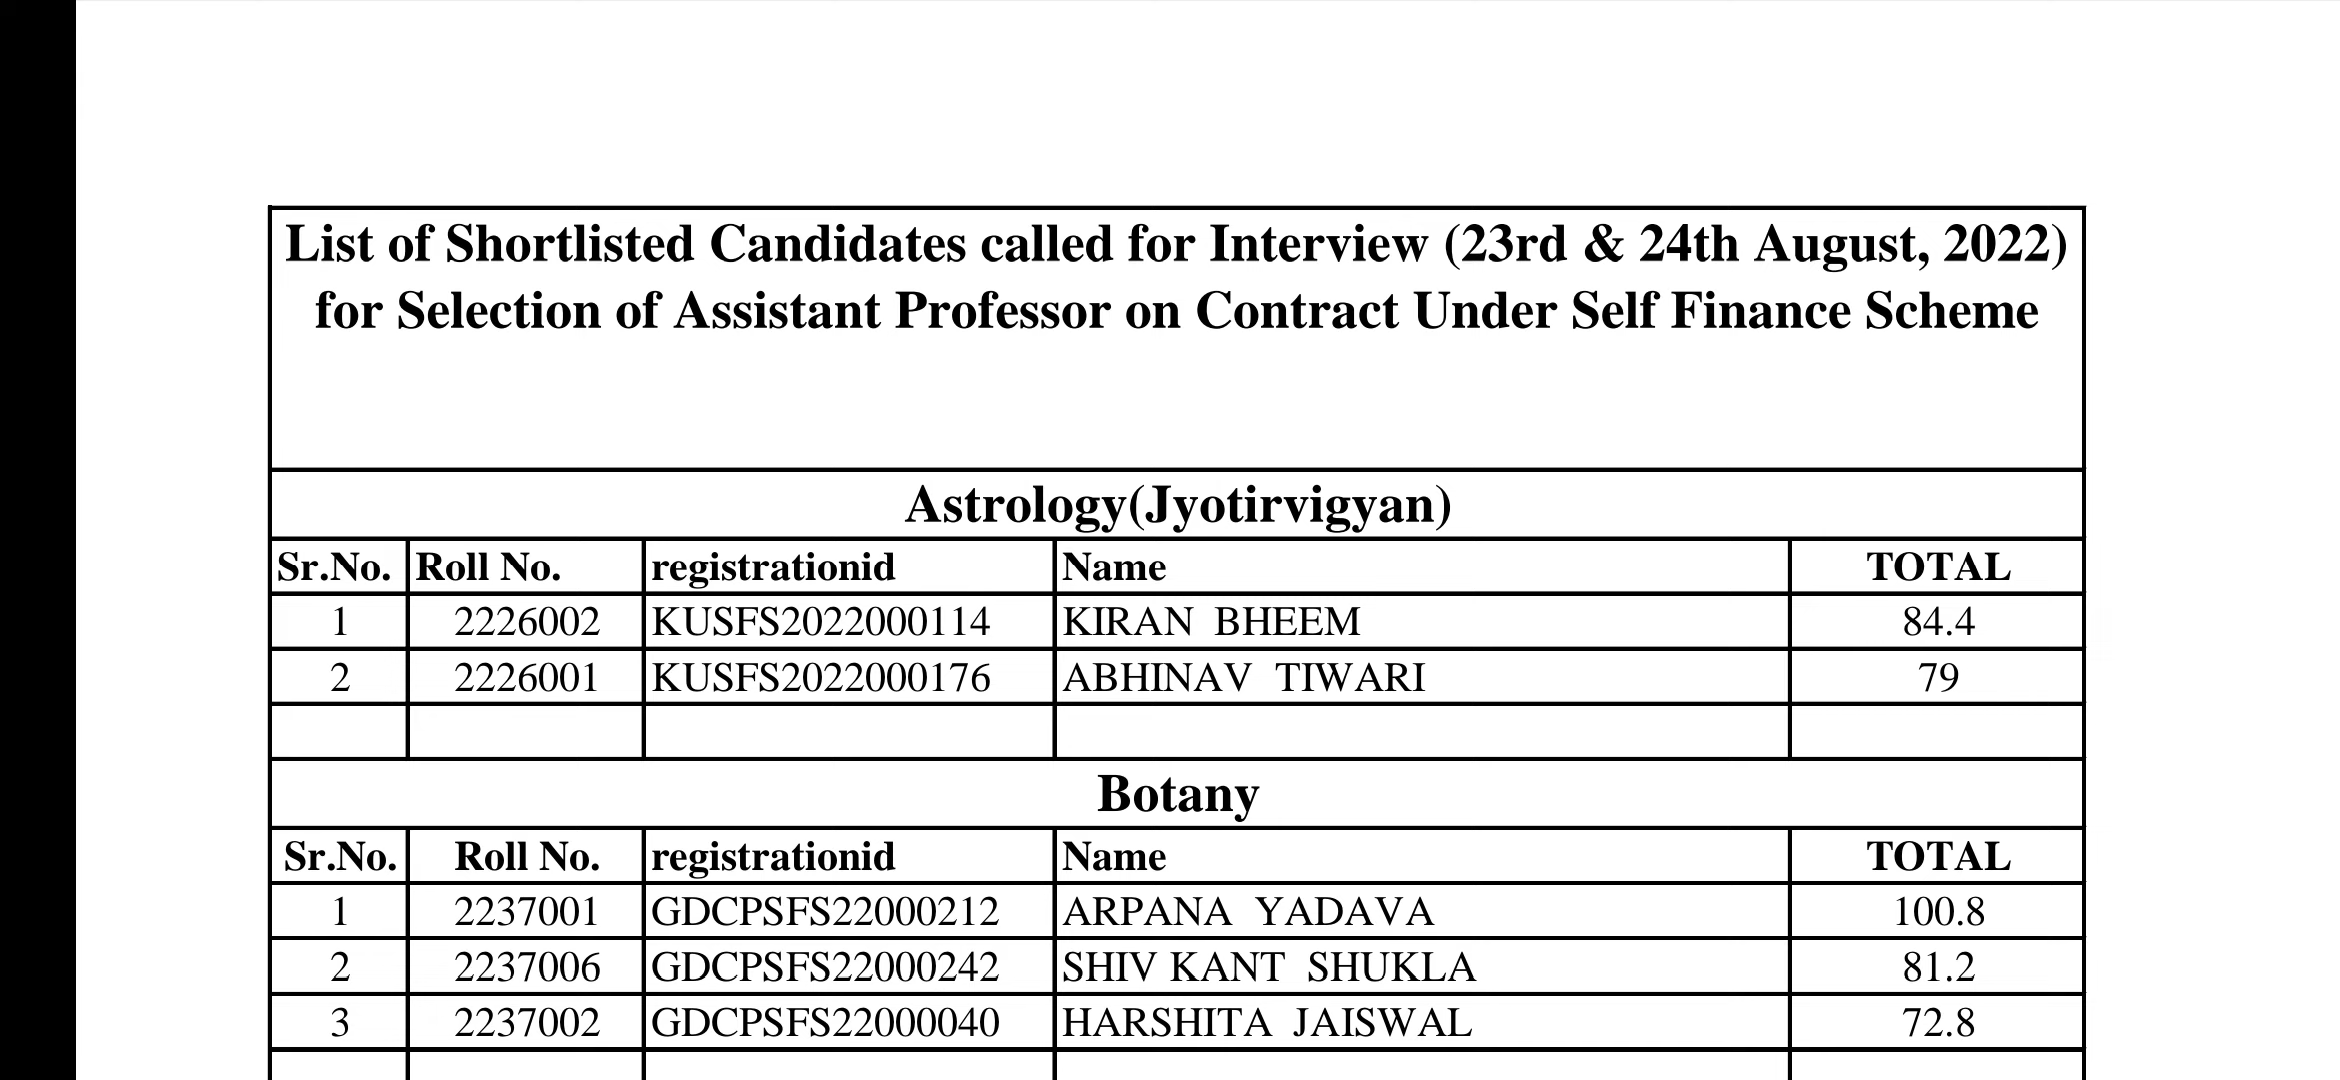 List of Shortlisted Candidates called for Interview (23rd & 24th August, 2022)
for Selection of Assistant Professor on Contract Under Self Finance Scheme
Astrology(Jyotirvigyan)
Sr.No. Roll No. registrationid Name TOTAL
1 2226002 KUSFS2022000114 KIRAN BHEEM 84.4
2 2226001 KUSFS2022000176 ABHINAV TIWARI 79
Botany
Sr.No. Roll No. registrationid Name TOTAL
1 2237001 GDCPSFS22000212 ARPANA YADAVA 100.8
2 2237006 GDCPSFS22000242 SHIV KANT SHUKLA 81.2
3 2237002 GDCPSFS22000040 HARSHITA JAISWAL 72.8